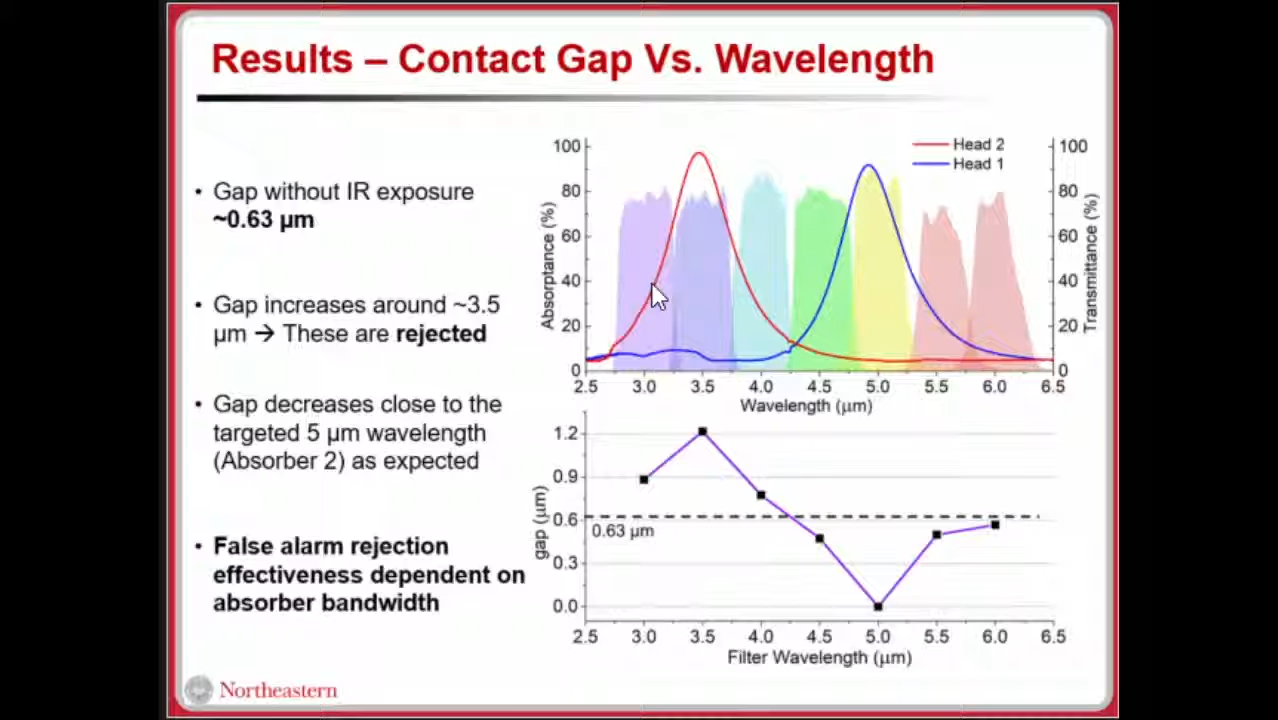 Results – Contact Gap Vs. Wavelength
• Gap without IR exposure
~0.63 µm
• Gap increases around ~3.5
µm → These are rejected
• Gap decreases close to the
targeted 5 µm wavelength
(Absorber 2) as expected
• False alarm rejection
effectiveness dependent on
absorber bandwidth
Head 2
Head 1
Absorptance (%)
100
80
60
40
20
0
Transmittance (%)
100
80
60
40
20
0
2.5 3.0 3.5 4.0 4.5 5.0 5.5 6.0 6.5
Wavelength (µm)
gap (µm)
1.2
0.9
0.6
0.3
0.0
0.63 µm
2.5 3.0 3.5 4.0 4.5 5.0 5.5 6.0 6.5
Filter Wavelength (µm)
Northeastern